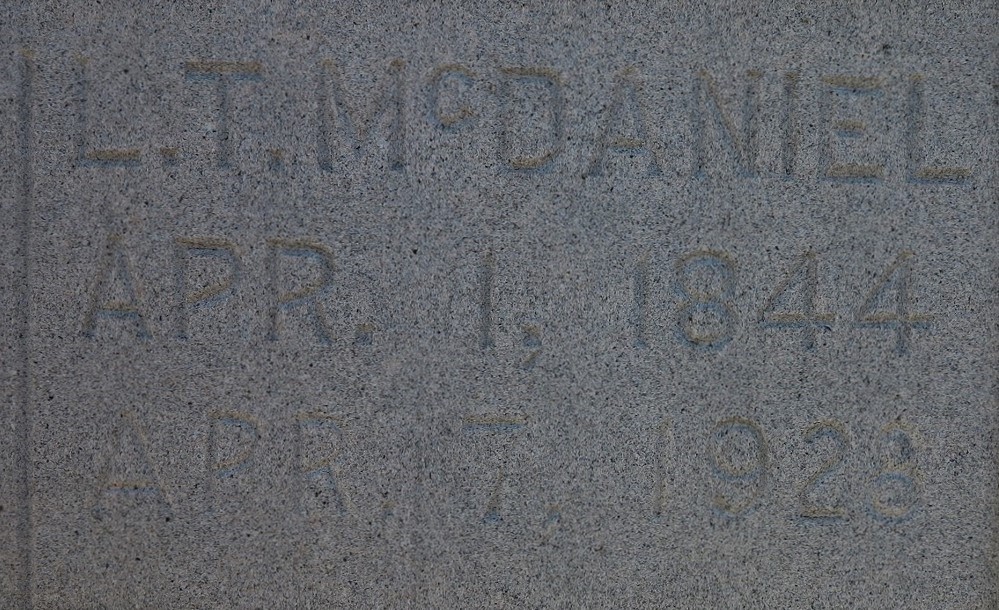 L.T. McDANIEL
APR. 1, 1844
APR. 7, 1923